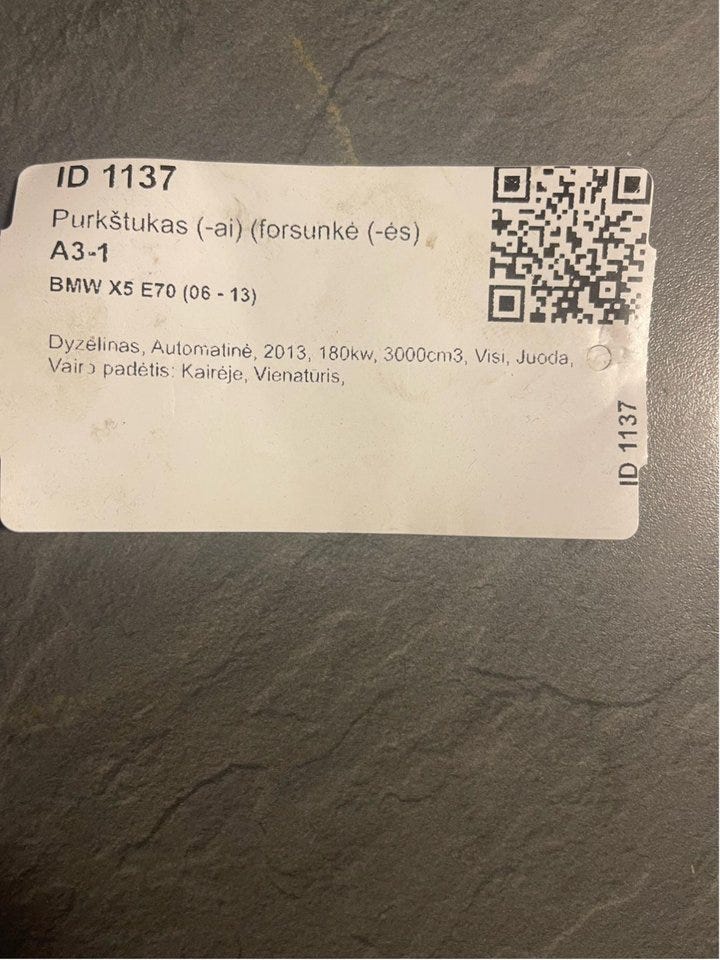 ID 1137
Purkštukas (-ai) (forsunkė (-ės)
A3-1
BMW X5 E70 (06 - 13)
Dyzelinas, Automatinė, 2013, 180kw, 3000cm3, Visi, Juoda,
Vairo padėtis: Kairėje, Vienatūris,
ID 1137